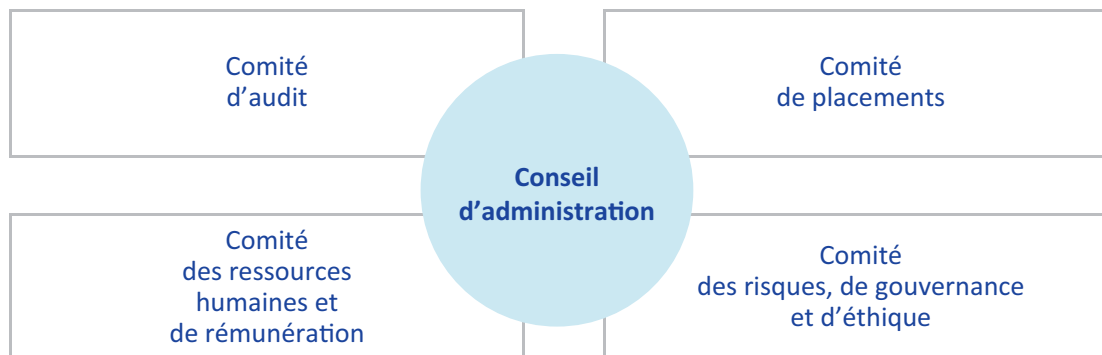 Comité
d’audit
Comité
de placements
Conseil
d’administration
Comité
des ressources
humaines et
de rémunération
Comité
des risques, de gouvernance
et d’éthique